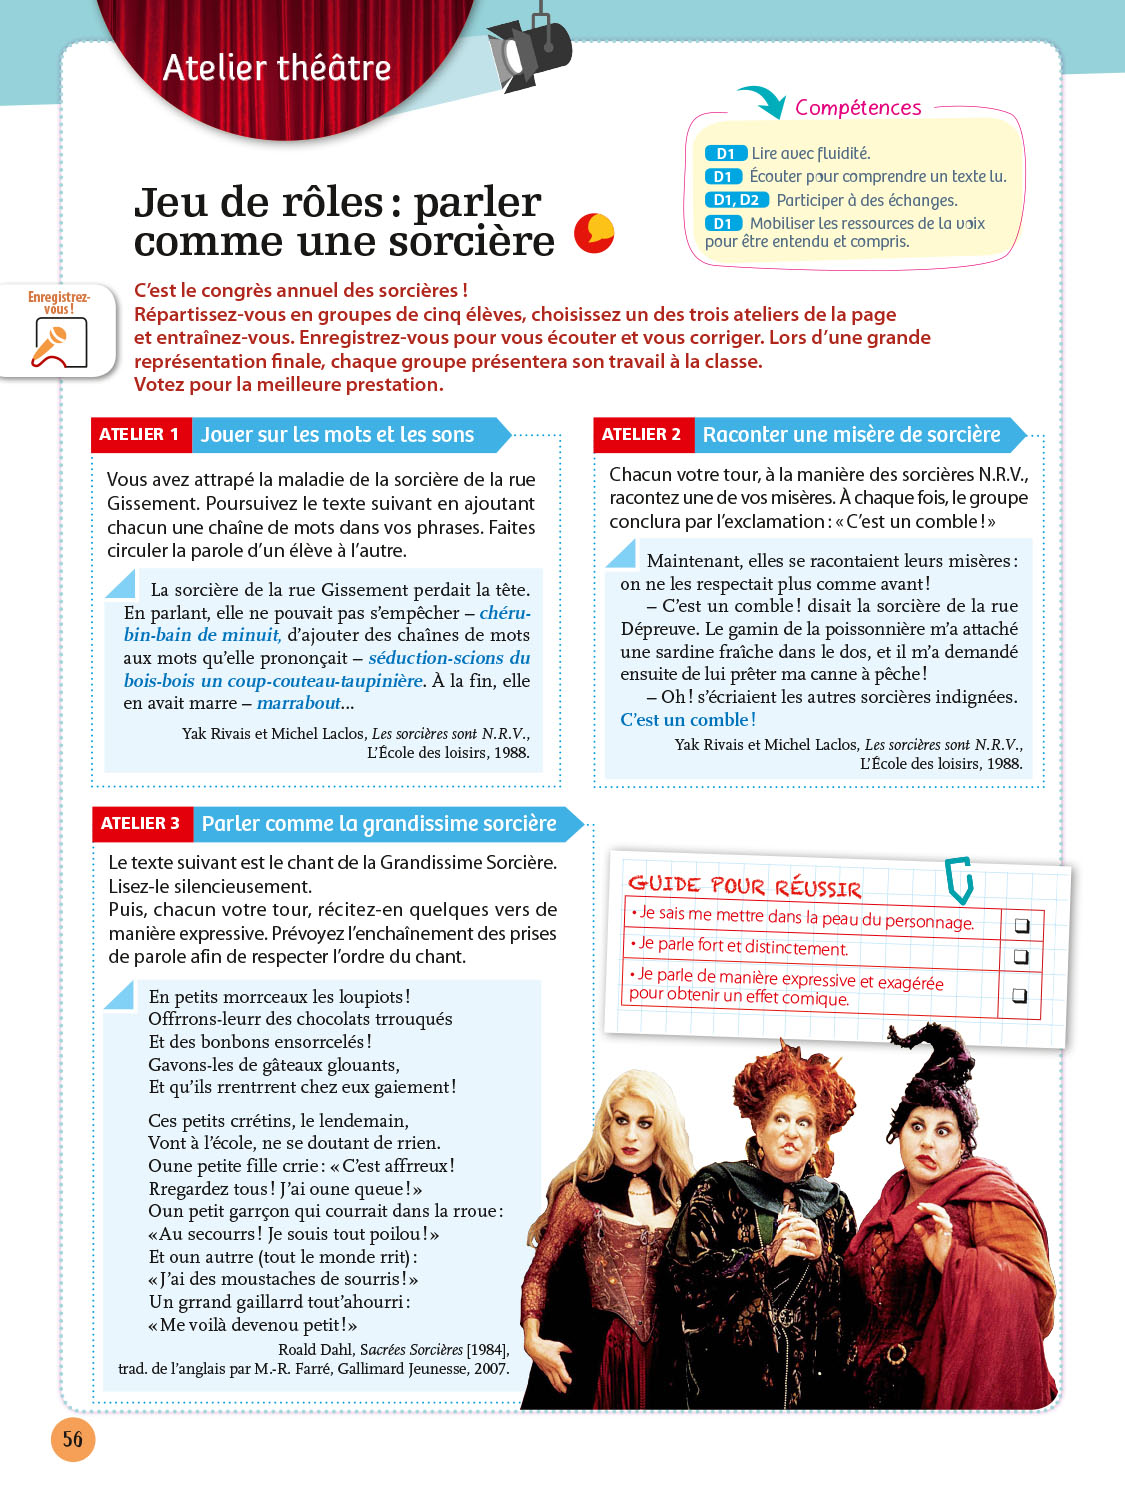 Atelier théâtre
Compétences
D1 Lire avec fluidité.
D1 Écouter pour comprendre un texte lu.
D1, D2 Participer à des échanges.
D1 Mobiliser les ressources de la voix
pour être entendu et compris.
Jeu de rôles : parler
comme une sorcière
Enregistrez-
vous !
C'est le congrès annuel des sorcières !
Répartissez-vous en groupes de cinq élèves, choisissez un des trois ateliers de la page
et entraînez-vous. Enregistrez-vous pour vous écouter et vous corriger. Lors d'une grande
représentation finale, chaque groupe présentera son travail à la classe.
Votez pour la meilleure prestation.
ATELIER 1 Jouer sur les mots et les sons
Vous avez attrapé la maladie de la sorcière de la rue
Gissement. Poursuivez le texte suivant en ajoutant
chacun une chaîne de mots dans vos phrases. Faites
circuler la parole d'un élève à l'autre.
La sorcière de la rue Gissement perdait la tête.
En parlant, elle ne pouvait pas s'empêcher – chéru-
bin-bain de minuit, d'ajouter des chaînes de mots
aux mots qu'elle prononçait – séduction-scions du
bois-bois un coup-couteau-taupinière. À la fin, elle
en avait marre – marrabout...
Yak Rivais et Michel Laclos, Les sorcières sont N.R.V.,
L'École des loisirs, 1988.
ATELIER 2 Raconter une misère de sorcière
Chacun votre tour, à la manière des sorcières N.R.V.,
racontez une de vos misères. À chaque fois, le groupe
conclura par l'exclamation : « C'est un comble ! »
Maintenant, elles se racontaient leurs misères :
on ne les respectait plus comme avant !
– C'est un comble ! disait la sorcière de la rue
Dépreuve. Le gamin de la poissonnière m'a attaché
une sardine fraîche dans le dos, et il m'a demandé
ensuite de lui prêter ma canne à pêche !
– Oh ! s'écriaient les autres sorcières indignées.
C'est un comble !
Yak Rivais et Michel Laclos, Les sorcières sont N.R.V.,
L'École des loisirs, 1988.
ATELIER 3 Parler comme la grandissime sorcière
Le texte suivant est le chant de la Grandissime Sorcière.
Lisez-le silencieusement.
Puis, chacun votre tour, récitez-en quelques vers de
manière expressive. Prévoyez l'enchaînement des prises
de parole afin de respecter l'ordre du chant.
En petits morrceaux les loupiots !
Offrrons-leurr des chocolats trrouqués
Et des bonbons ensorrcelés !
Gavons-les de gâteaux glouants,
Et qu'ils rrentrrent chez eux gaiement !
Ces petits crrétins, le lendemain,
Vont à l'école, ne se doutant de rrien.
Oune petite fille crrie : « C'est affrreux !
Rregardez tous ! J'ai oune queue ! »
Oun petit garrçon qui courrait dans la rroue :
« Au secourrs ! Je souis tout poilou ! »
Et oun autrre (tout le monde rrit) :
« J'ai des moustaches de sourris ! »
Un grrand gaillarrd tout'ahourri :
« Me voilà devenou petit ! »
Roald Dahl, Sacrées Sorcières [1984],
trad. de l'anglais par M.-R. Farré, Gallimard Jeunesse, 2007.
GUIDE POUR RÉUSSIR
• Je sais me mettre dans la peau du personnage.
• Je parle fort et distinctement.
• Je parle de manière expressive et exagérée
pour obtenir un effet comique.
56